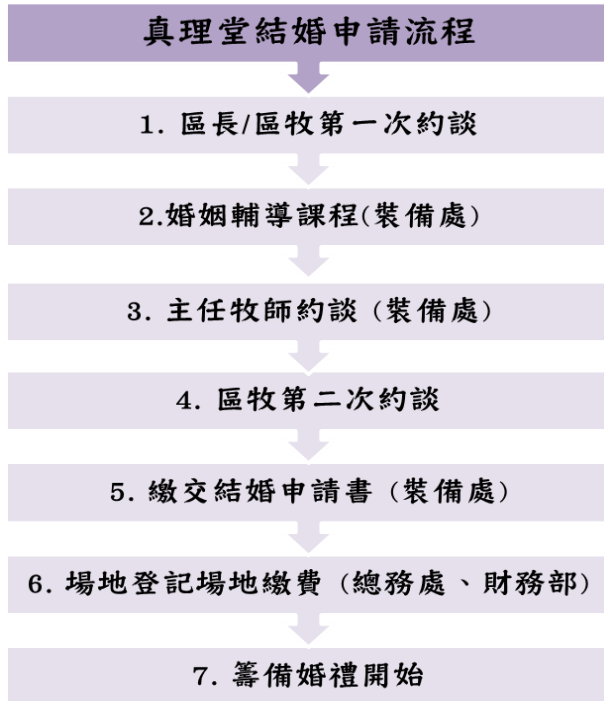 真理堂結婚申請流程
1. 區長/區牧第一次約談
2.婚姻輔導課程(裝備處)
3. 主任牧師約談 (裝備處)
4. 區牧第二次約談
5. 繳交結婚申請書 (裝備處)
6. 場地登記場地繳費 (總務處、財務部)
7. 籌備婚禮開始